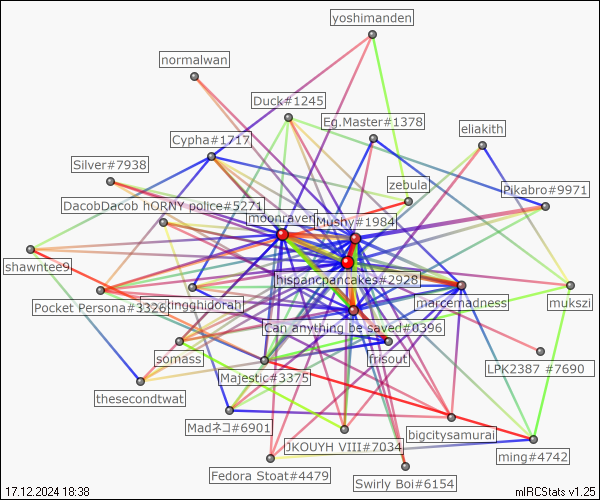 yoshimanden
normalwan
Duck#1245
Eg.Master#1378
eliakith
Cypha#1717
Silver#7938
zebula
Pikabro#9971
DacobDacob hORNY police#5271
moonraven
Mushy#1984
shawntee9
hispancpancakes#2928
marcemadness
mukszi
Pocket Persona#3326
tingghidorah
Can anything be saved#0396
somass
frisout
LPK2387 #7690
Majestic#3375
thesecondtwat
Madネコ#6901
bigcitysamurai
JKOUYH VIII#7034
ming#4742
Fedora Stoat#4479
Swirly Boi#6154
17.12.2024 18:38
mIRCStats v1.25